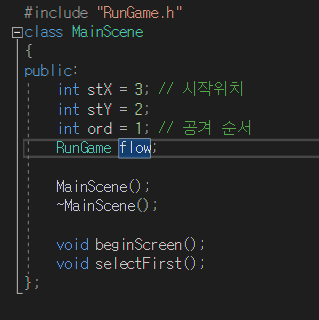 #include "RunGame.h"
class MainScene
{
public:
int stX = 3; // 시작위치
int stY = 2;
int ord = 1; // 공겨 순서
RunGame flow;
MainScene();
~MainScene();
void beginScreen();
void selectFirst();
};